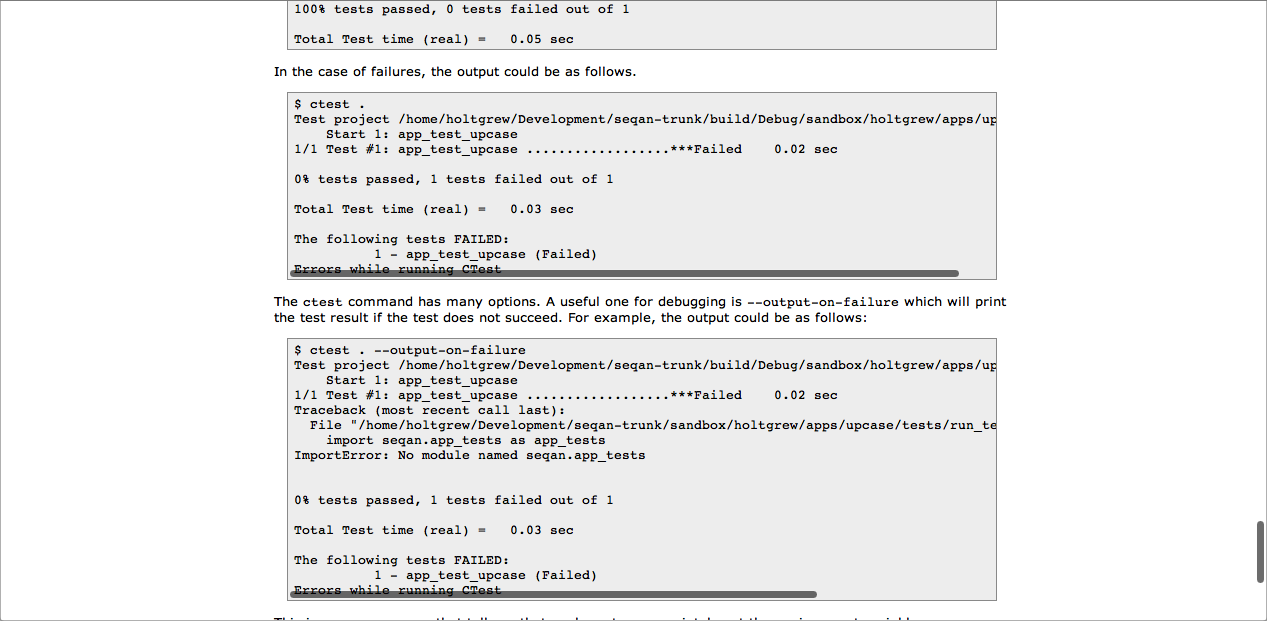 100% tests passed, 0 tests failed out of 1
Total Test time (real) =   0.05 sec
In the case of failures, the output could be as follows.
$ ctest .
Test project /home/holtgrew/Development/seqan-trunk/build/Debug/sandbox/holtgrew/apps/up
    Start 1: app_test_upcase
1/1 Test #1: app_test_upcase ..................***Failed    0.02 sec
0% tests passed, 1 tests failed out of 1
Total Test time (real) =   0.03 sec
The following tests FAILED:
          1 - app_test_upcase (Failed)
Errors while running CTest
The ctest command has many options. A useful one for debugging is --output-on-failure which will print
the test result if the test does not succeed. For example, the output could be as follows:
$ ctest . --output-on-failure
Test project /home/holtgrew/Development/seqan-trunk/build/Debug/sandbox/holtgrew/apps/up
    Start 1: app_test_upcase
1/1 Test #1: app_test_upcase ..................***Failed    0.02 sec
Traceback (most recent call last):
  File "/home/holtgrew/Development/seqan-trunk/sandbox/holtgrew/apps/upcase/tests/run_te
    import seqan.app_tests as app_tests
ImportError: No module named seqan.app_tests
0% tests passed, 1 tests failed out of 1
Total Test time (real) =   0.03 sec
The following tests FAILED:
          1 - app_test_upcase (Failed)
Errors while running CTest